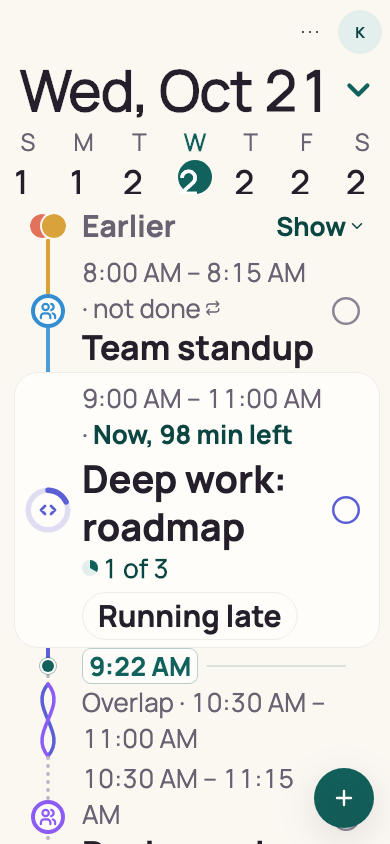 ...
K
Wed, Oct 21
S M T W T F S
1 1 2 2 2 2 2
Earlier
Show
8:00 AM – 8:15 AM
· not done
Team standup
9:00 AM – 11:00 AM
· Now, 98 min left
Deep work:
roadmap
1 of 3
Running late
9:22 AM
Overlap · 10:30 AM –
11:00 AM
10:30 AM – 11:15
AM